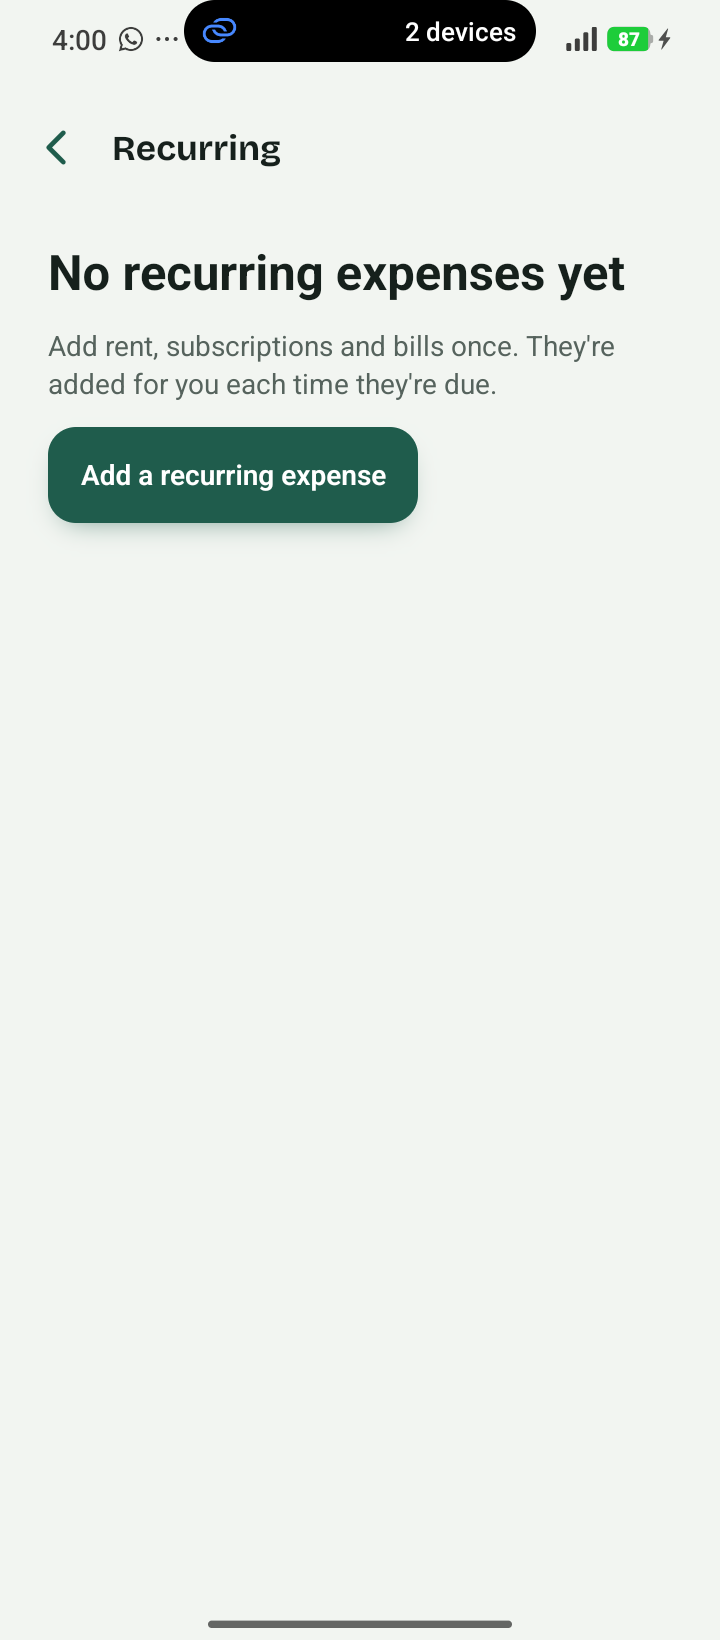 4:00
2 devices
87
Recurring
No recurring expenses yet
Add rent, subscriptions and bills once. They're
added for you each time they're due.
Add a recurring expense